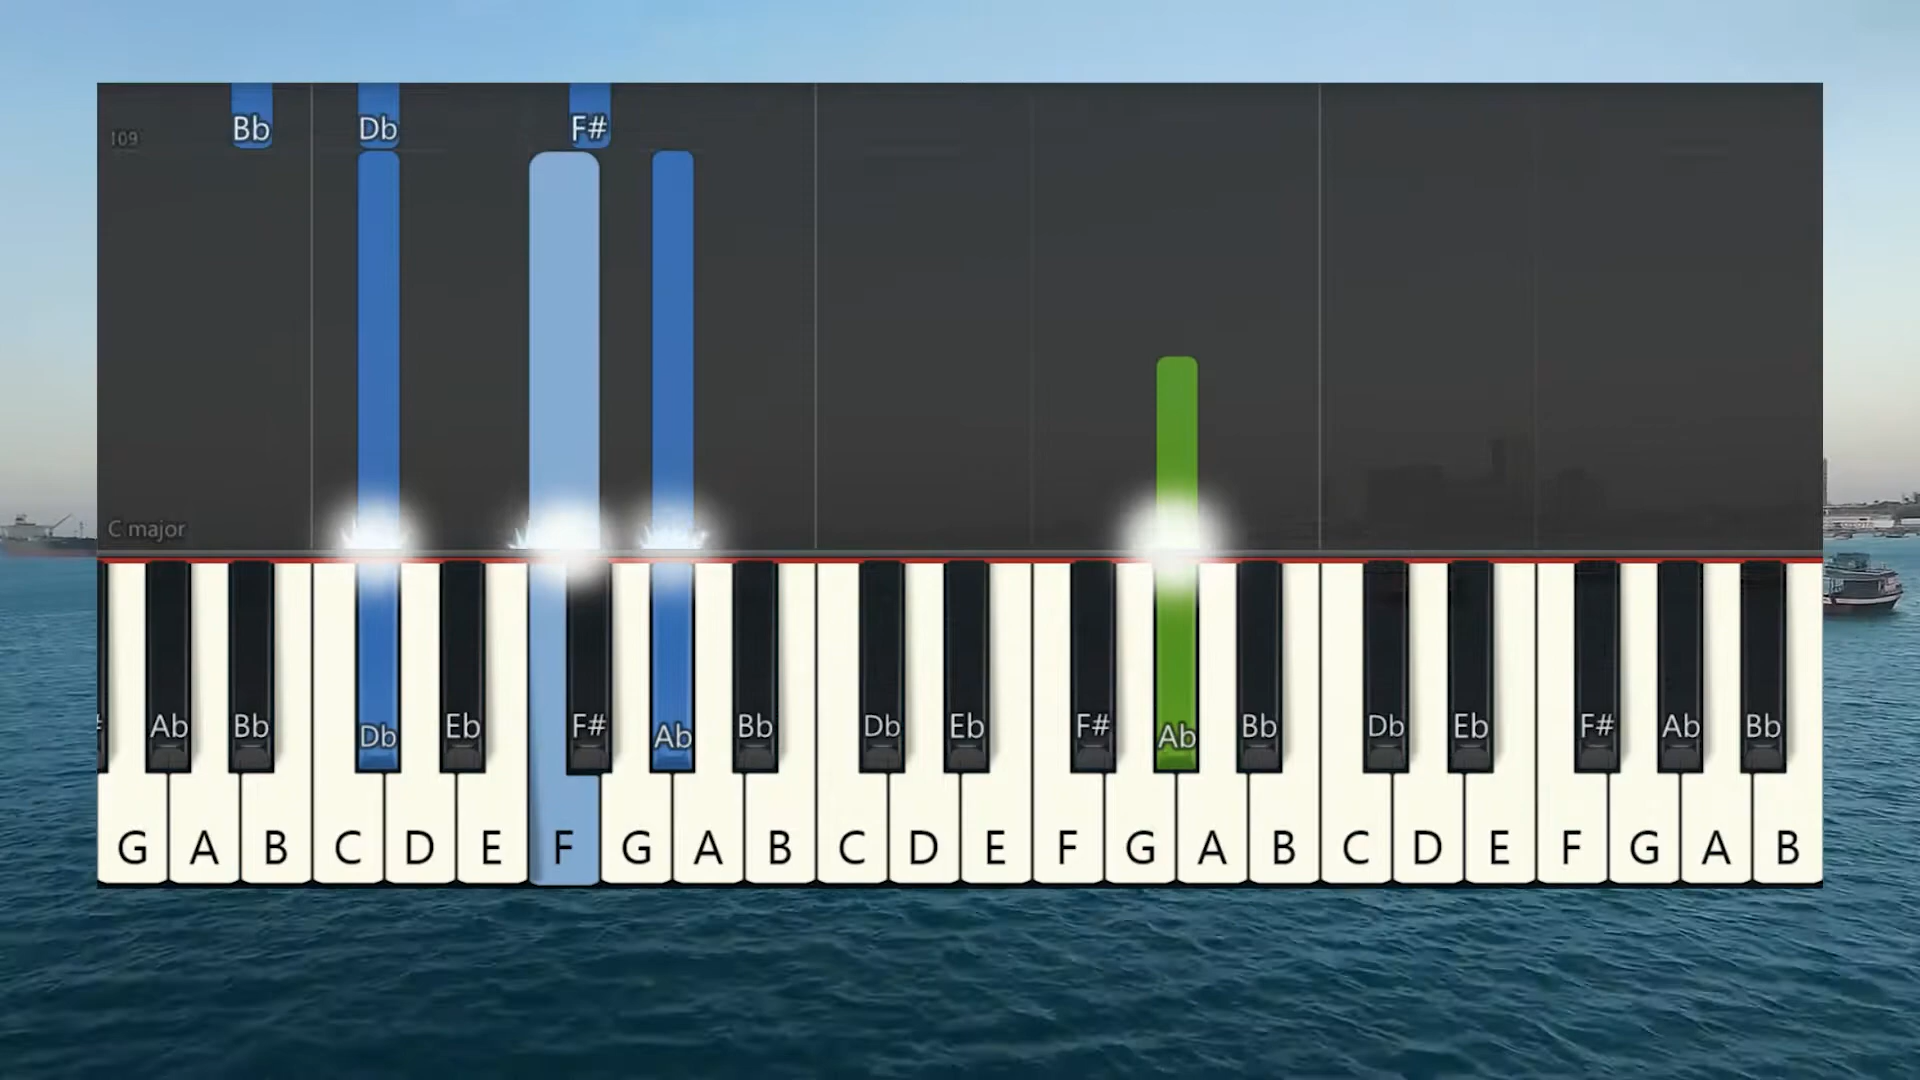 Bb Db F#
109
C major
# Ab Bb Db Eb F# Ab Bb Db Eb F# Ab Bb Db Eb F# Ab Bb
G A B C D E F G A B C D E F G A B C D E F G A B